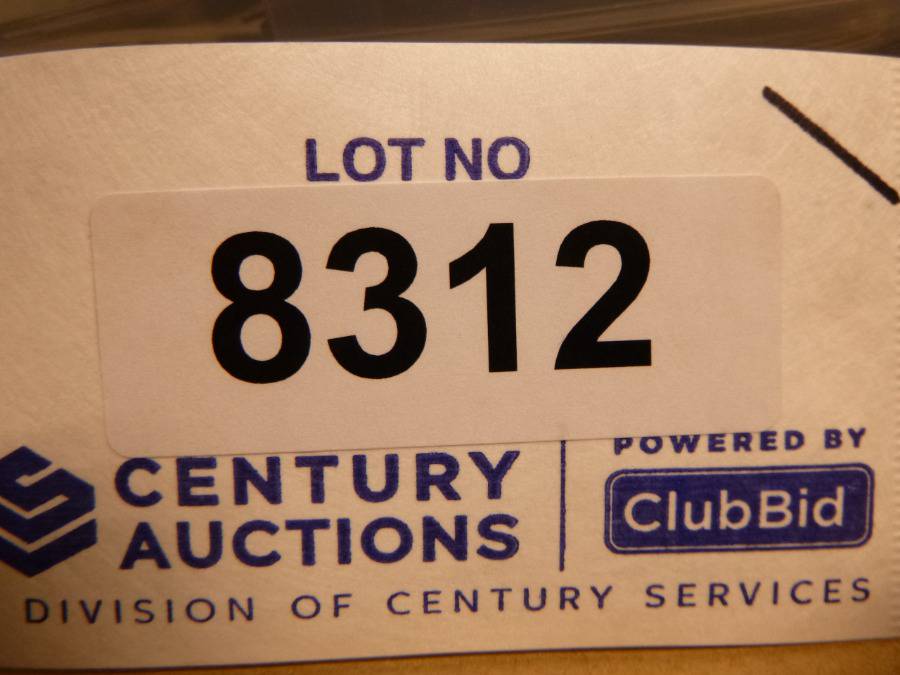 LOT NO
8312
CENTURY
AUCTIONS
POWERED BY
ClubBid
DIVISION OF CENTURY SERVICES